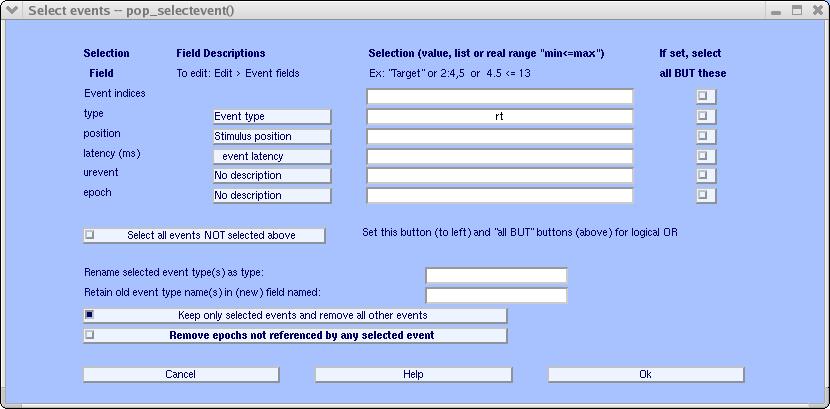 Select events -- pop_selectevent()
Selection Field Descriptions Selection (value, list or real range "min<=max") If set, select
Field To edit: Edit > Event fields Ex: "Target" or 2:4,5 or 4.5 <= 13 all BUT these
Event indices
type Event type rt
position Stimulus position
latency (ms) event latency
urevent No description
epoch No description
Select all events NOT selected above Set this button (to left) and "all BUT" buttons (above) for logical OR
Rename selected event type(s) as type:
Retain old event type name(s) in (new) field named:
Keep only selected events and remove all other events
Remove epochs not referenced by any selected event
Cancel Help Ok